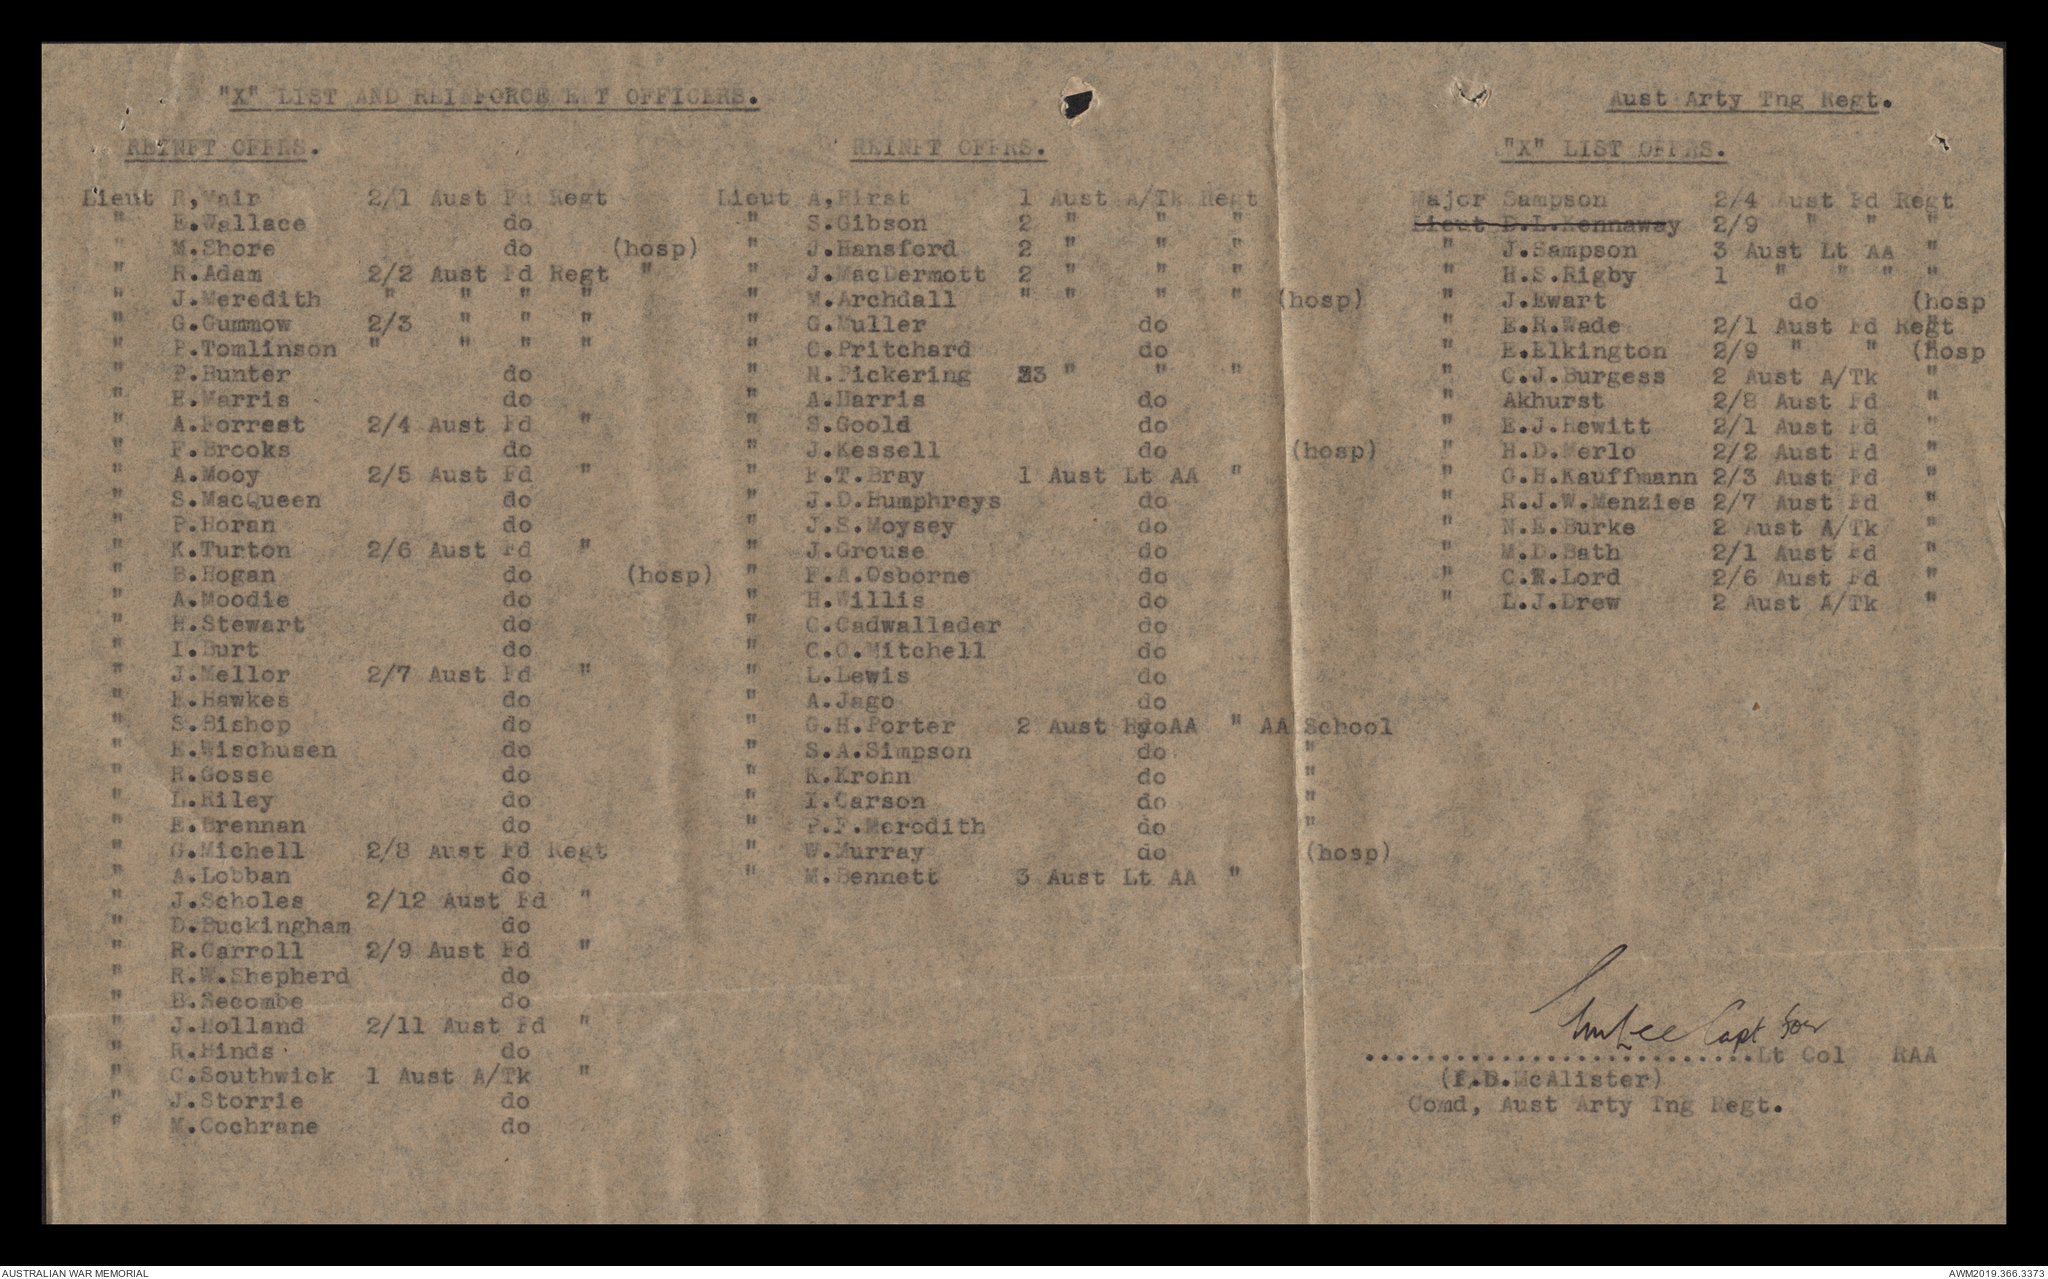 "X" LIST AND REINFORCE ENT OFFICERS.
Aust Arty Tng Regt.
REINFT OFFRS.
Lieut R,Wair 2/1 Aust Fd Regt
" E.Wallace do
" M.Shore do (hosp)
" R.Adam 2/2 Aust Fd Regt "
" J.Meredith " " " "
" G.Gummow 2/3 " " "
" P.Tomlinson " " " "
" P.Hunter do
" E.Warris do
" A.Forrest 2/4 Aust Fd "
" F.Brooks do
" A.Mooy 2/5 Aust Fd "
" S.MacQueen do
" P.Horan do
" K.Turton 2/6 Aust Fd "
" B.Hogan do (hosp)
" A.Moodie do
" H.Stewart do
" I.Burt do
" J.Mellor 2/7 Aust Fd "
" E.Hawkes do
" S.Bishop do
" E.Wischusen do
" R.Gosse do
" L.Riley do
" E.Brennan do
" G.Michell 2/8 Aust Fd Regt
" A.Lobban do
" J.Scholes 2/12 Aust Fd "
" D.Buckingham do
" R.Carroll 2/9 Aust Fd "
" R.W.Shepherd do
" B.Secombe do
" J.Holland 2/11 Aust Fd "
" R.Hinds do
" C.Southwick 1 Aust A/Tk "
" J.Storrie do
" M.Cochrane do
REINFT OFFRS.
Lieut A,Hirst 1 Aust A/Tk Regt
" S.Gibson 2 " " "
" J.Hansford 2 " " "
" J.MacDermott 2 " " "
" M.Archdall " " " " (hosp)
" G.Muller do
" C.Pritchard do
" N.Pickering 3 " " "
" A.Harris do
" S.Goold do
" J.Kessell do (hosp)
" F.T.Bray 1 Aust Lt AA "
" J.D.Humphreys do
" J.S.Moysey do
" J.Grouse do
" F.A.Osborne do
" H.Willis do
" C.Cadwallader do
" C.C.Mitchell do
" L.Lewis do
" A.Jago do
" G.H.Porter 2 Aust Hy AA " AA School
" S.A.Simpson do "
" K.Krohn do "
" I.Carson do "
" P.F.Merodith do "
" W.Murray do (hosp)
" M.Bennett 3 Aust Lt AA "
"X" LIST OFFRS.
Major Sampson 2/4 Aust Fd Regt
Lieut D.L.Kennaway 2/9 " " "
" J.Sampson 3 Aust Lt AA "
" H.S.Rigby 1 " " " "
" J.Ewart do (hosp
" E.R.Wade 2/1 Aust Fd Regt
" E.Elkington 2/9 " " " (hosp
" C.J.Burgess 2 Aust A/Tk "
" Akhurst 2/8 Aust Fd "
" E.J.Hewitt 2/1 Aust Fd "
" H.D.Merlo 2/2 Aust Fd "
" G.H.Kauffmann 2/3 Aust Fd "
" R.J.W.Menzies 2/7 Aust Fd "
" N.E.Burke 2 Aust A/Tk "
" M.D.Bath 2/1 Aust Fd "
" C.R.Lord 2/6 Aust Fd "
" L.J.Drew 2 Aust A/Tk "
Lee Capt for
..........................Lt Col RAA
(I.D.McAlister)
Comd, Aust Arty Tng Regt.
AUSTRALIAN WAR MEMORIAL
AWM2019.366.3373